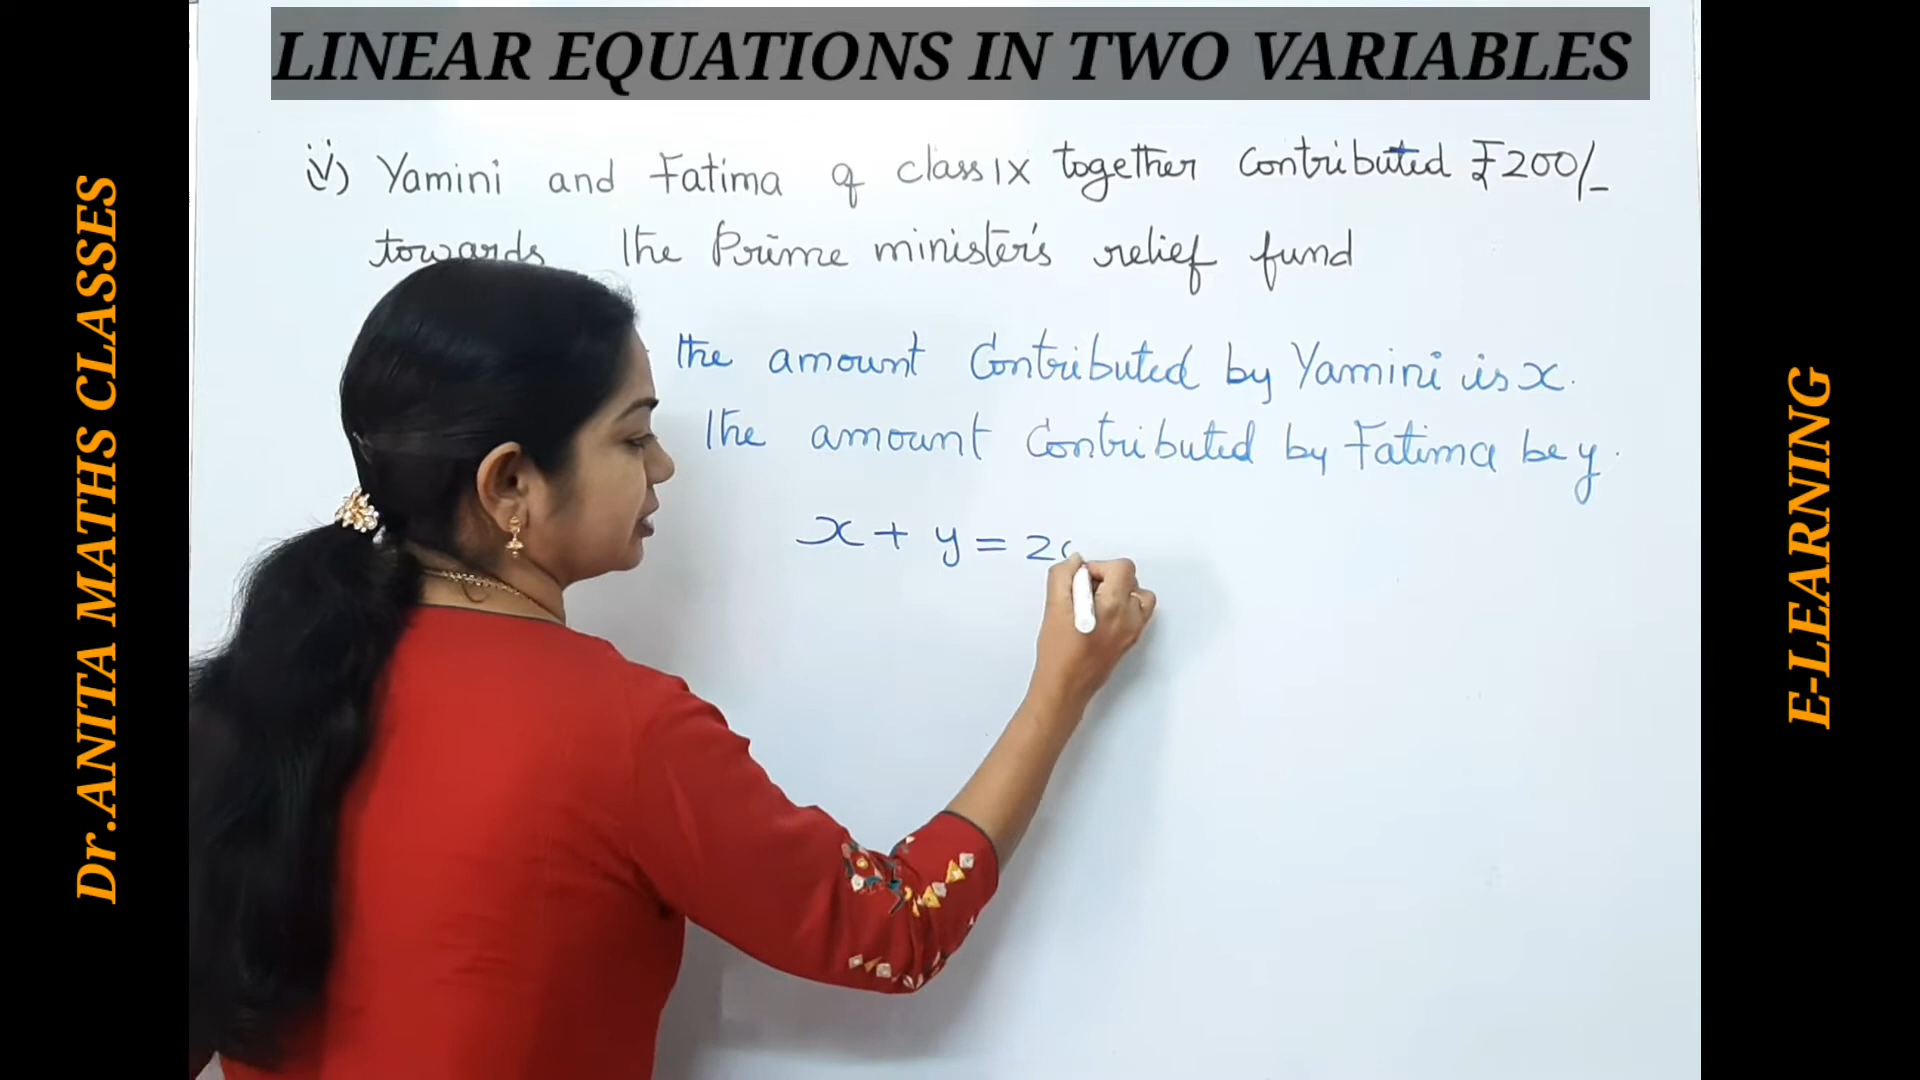 LINEAR EQUATIONS IN TWO VARIABLES
iv) Yamini and Fatima of class IX together contributed ₹200/-
towards the Prime minister's relief fund
the amount Contributed by Yamini is x.
The amount Contributed by Fatima be y.
x + y = 20
Dr.ANITA MATHS CLASSES
E-LEARNING